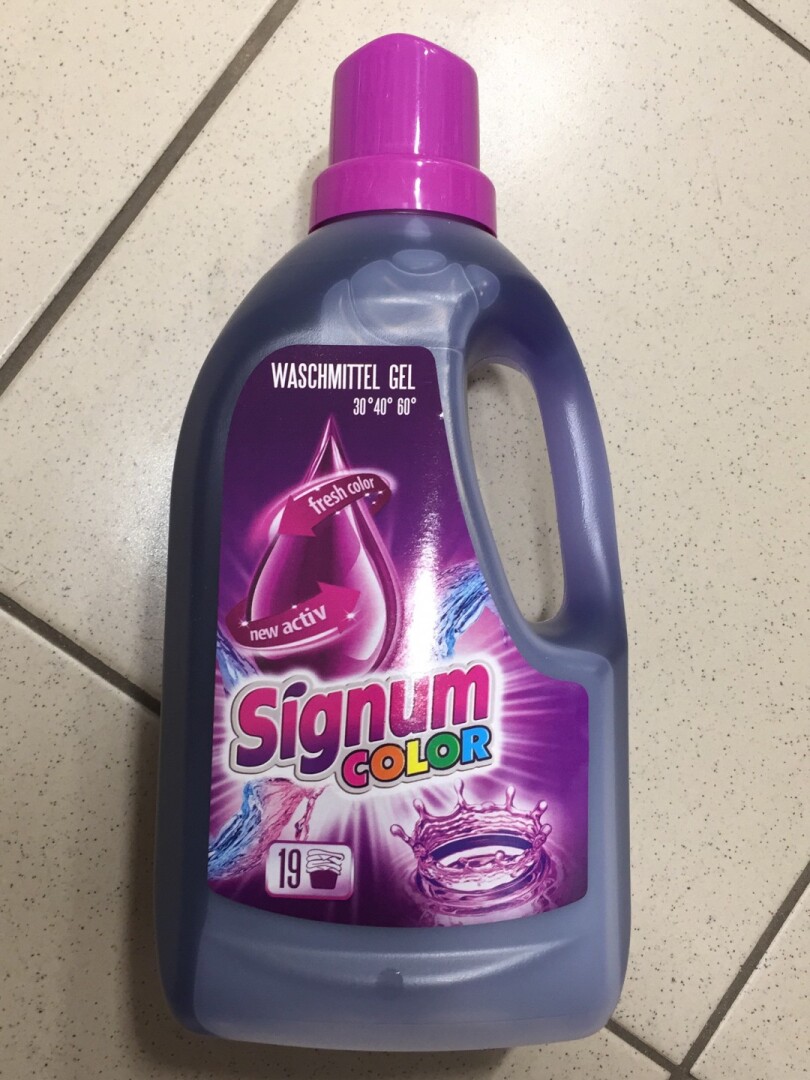 WASCHMITTEL GEL
30°40° 60°
fresh color
new activ
Signum
COLOR
19